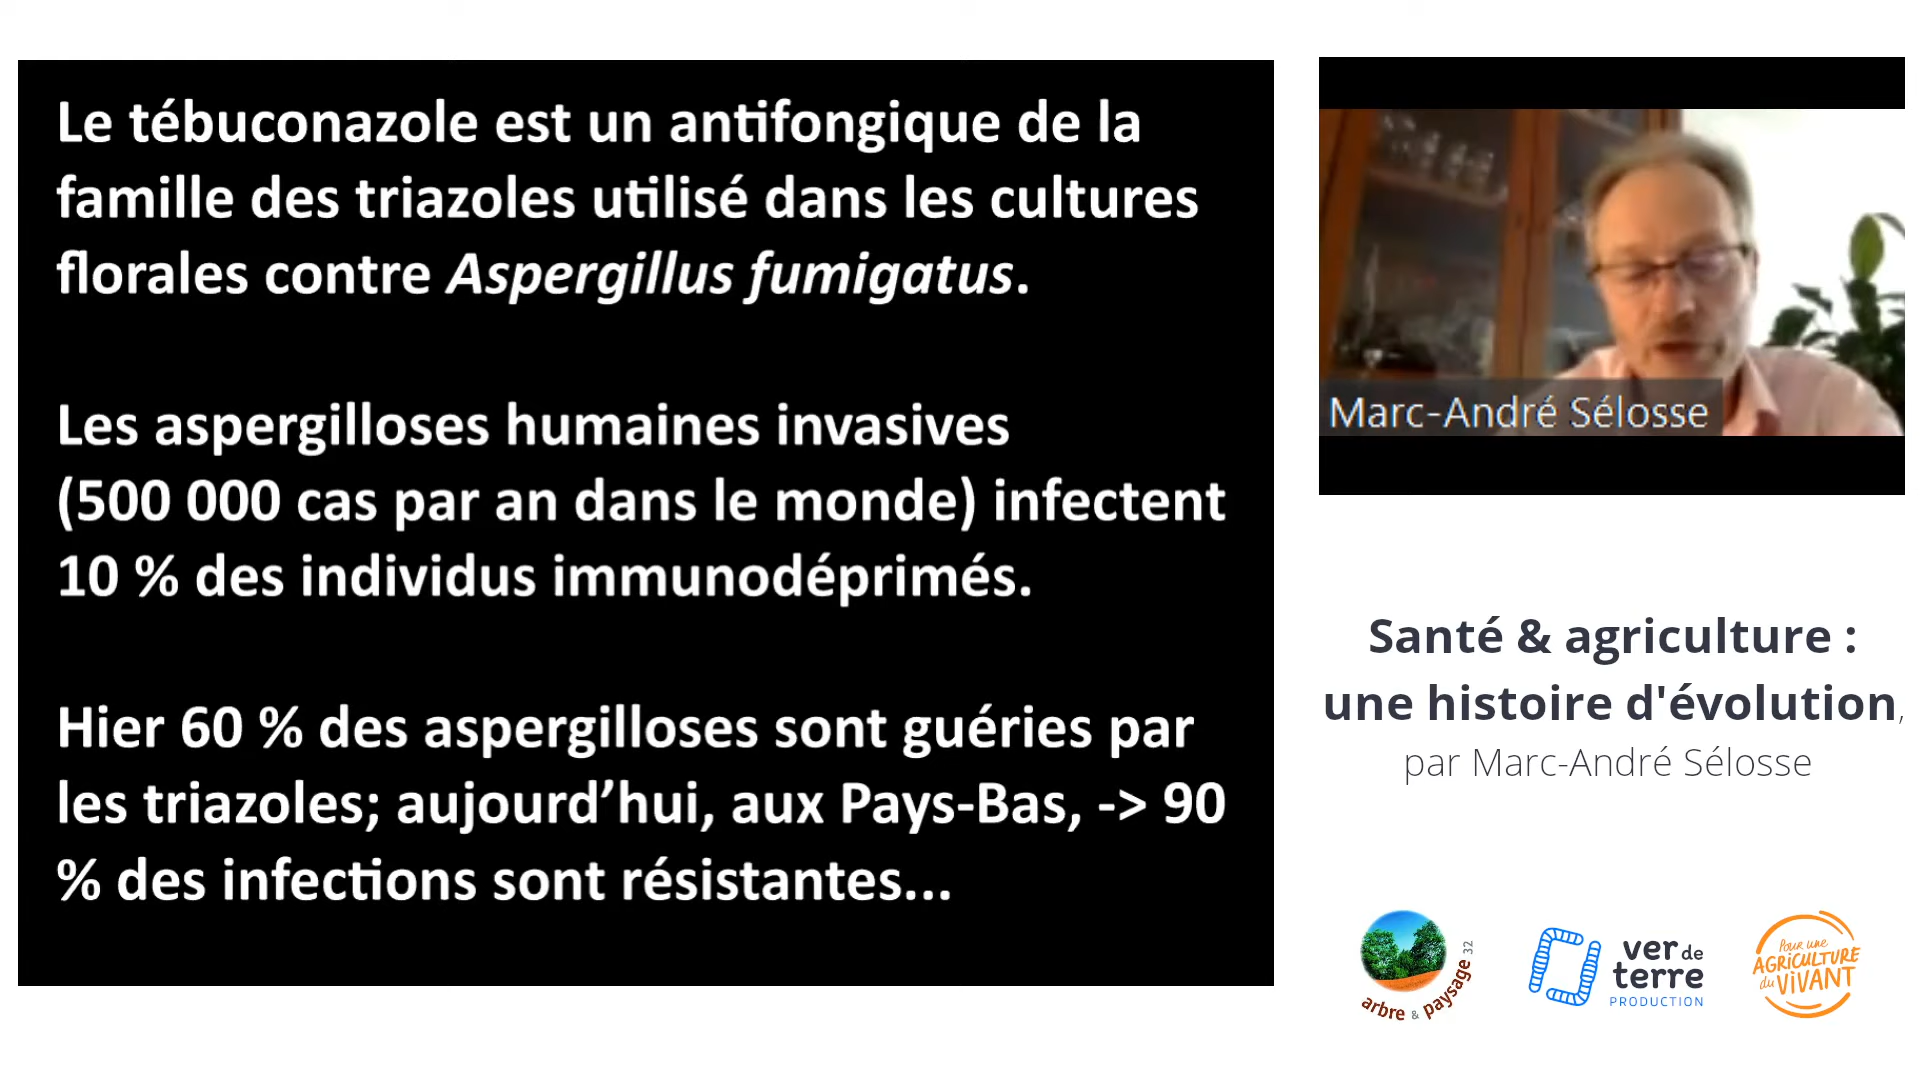 Le tébuconazole est un antifongique de la
famille des triazoles utilisé dans les cultures
florales contre Aspergillus fumigatus.
Les aspergilloses humaines invasives
(500 000 cas par an dans le monde) infectent
10 % des individus immunodéprimés.
Hier 60 % des aspergilloses sont guéries par
les triazoles; aujourd’hui, aux Pays-Bas, -> 90
% des infections sont résistantes...
Marc-André Sélosse
Santé & agriculture :
une histoire d'évolution,
par Marc-André Sélosse
arbre & paysage 32
ver de
terre
PRODUCTION
Pour une
AGRICULTURE
du VIVANT